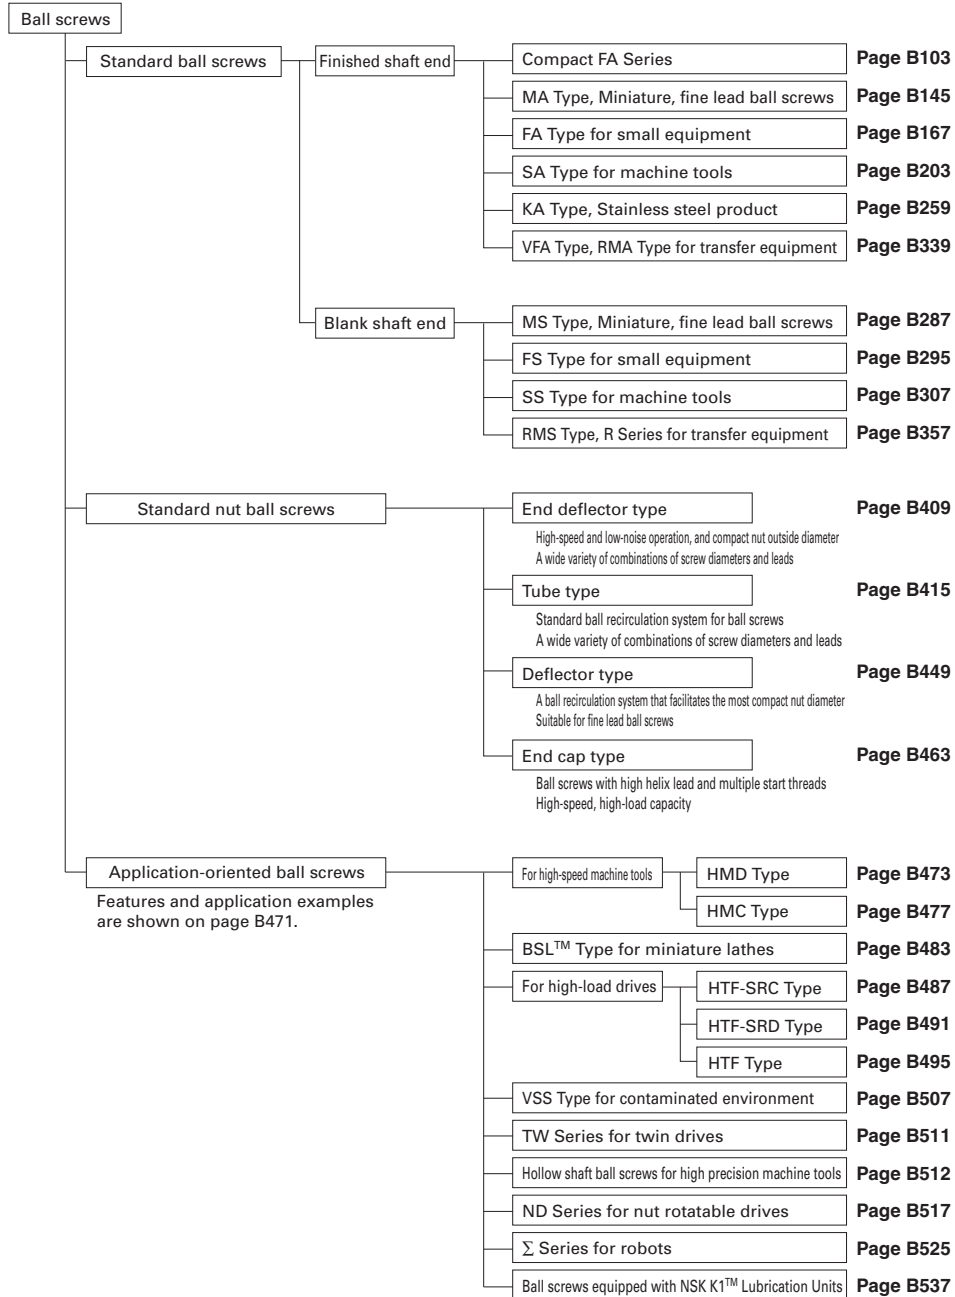 Ball screws
Standard ball screws
Finished shaft end
Compact FA Series Page B103
MA Type, Miniature, fine lead ball screws Page B145
FA Type for small equipment Page B167
SA Type for machine tools Page B203
KA Type, Stainless steel product Page B259
VFA Type, RMA Type for transfer equipment Page B339
Blank shaft end
MS Type, Miniature, fine lead ball screws Page B287
FS Type for small equipment Page B295
SS Type for machine tools Page B307
RMS Type, R Series for transfer equipment Page B357
Standard nut ball screws
End deflector type Page B409
High-speed and low-noise operation, and compact nut outside diameter
A wide variety of combinations of screw diameters and leads
Tube type Page B415
Standard ball recirculation system for ball screws
A wide variety of combinations of screw diameters and leads
Deflector type Page B449
A ball recirculation system that facilitates the most compact nut diameter
Suitable for fine lead ball screws
End cap type Page B463
Ball screws with high helix lead and multiple start threads
High-speed, high-load capacity
Application-oriented ball screws
Features and application examples
are shown on page B471.
For high-speed machine tools
HMD Type Page B473
HMC Type Page B477
BSL™ Type for miniature lathes Page B483
For high-load drives
HTF-SRC Type Page B487
HTF-SRD Type Page B491
HTF Type Page B495
VSS Type for contaminated environment Page B507
TW Series for twin drives Page B511
Hollow shaft ball screws for high precision machine tools Page B512
ND Series for nut rotatable drives Page B517
Σ Series for robots Page B525
Ball screws equipped with NSK K1™ Lubrication Units Page B537